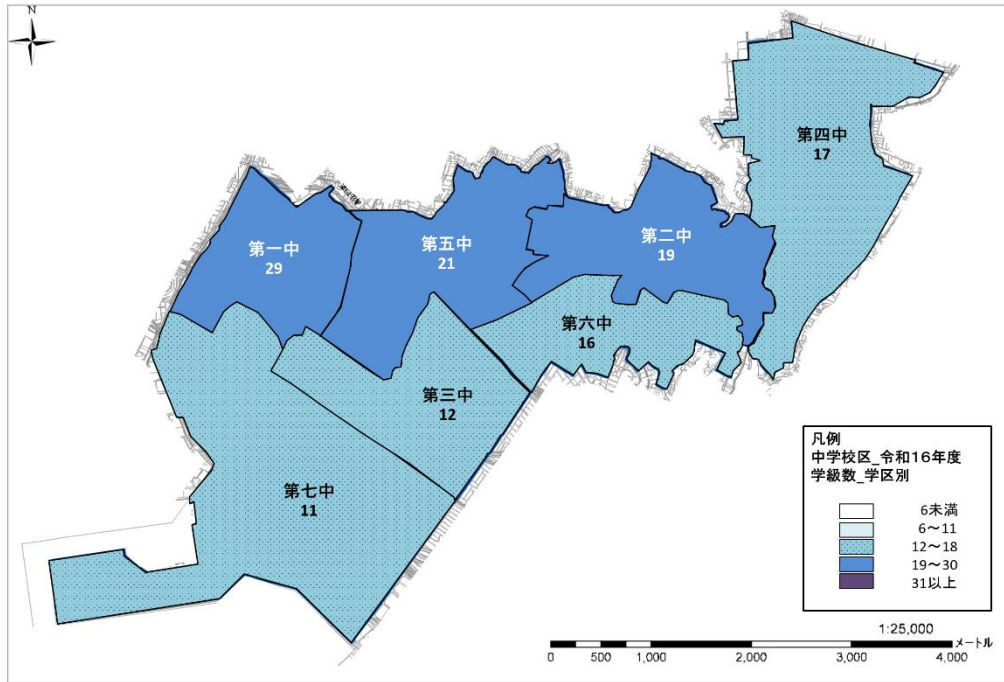 N
第四中
17
第一中
29
第五中
21
第二中
19
第六中
16
第三中
12
第七中
11
凡例
中学校区_令和16年度
学級数_学区別
6未満
6～11
12～18
19～30
31以上
1:25,000
メートル
0 500 1,000 2,000 3,000 4,000